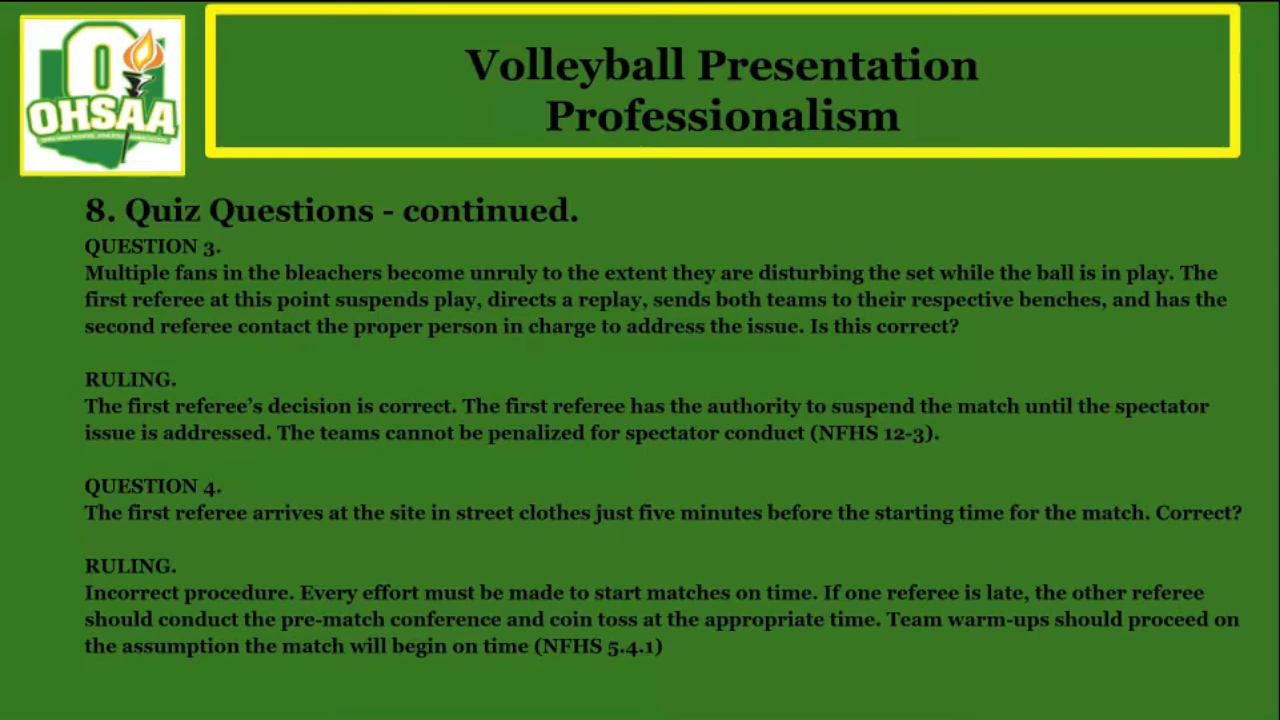 OHSAA
Volleyball Presentation
Professionalism
8. Quiz Questions - continued.
QUESTION 3.
Multiple fans in the bleachers become unruly to the extent they are disturbing the set while the ball is in play. The
first referee at this point suspends play, directs a replay, sends both teams to their respective benches, and has the
second referee contact the proper person in charge to address the issue. Is this correct?
RULING.
The first referee's decision is correct. The first referee has the authority to suspend the match until the spectator
issue is addressed. The teams cannot be penalized for spectator conduct (NFHS 12-3).
QUESTION 4.
The first referee arrives at the site in street clothes just five minutes before the starting time for the match. Correct?
RULING.
Incorrect procedure. Every effort must be made to start matches on time. If one referee is late, the other referee
should conduct the pre-match conference and coin toss at the appropriate time. Team warm-ups should proceed on
the assumption the match will begin on time (NFHS 5.4.1)